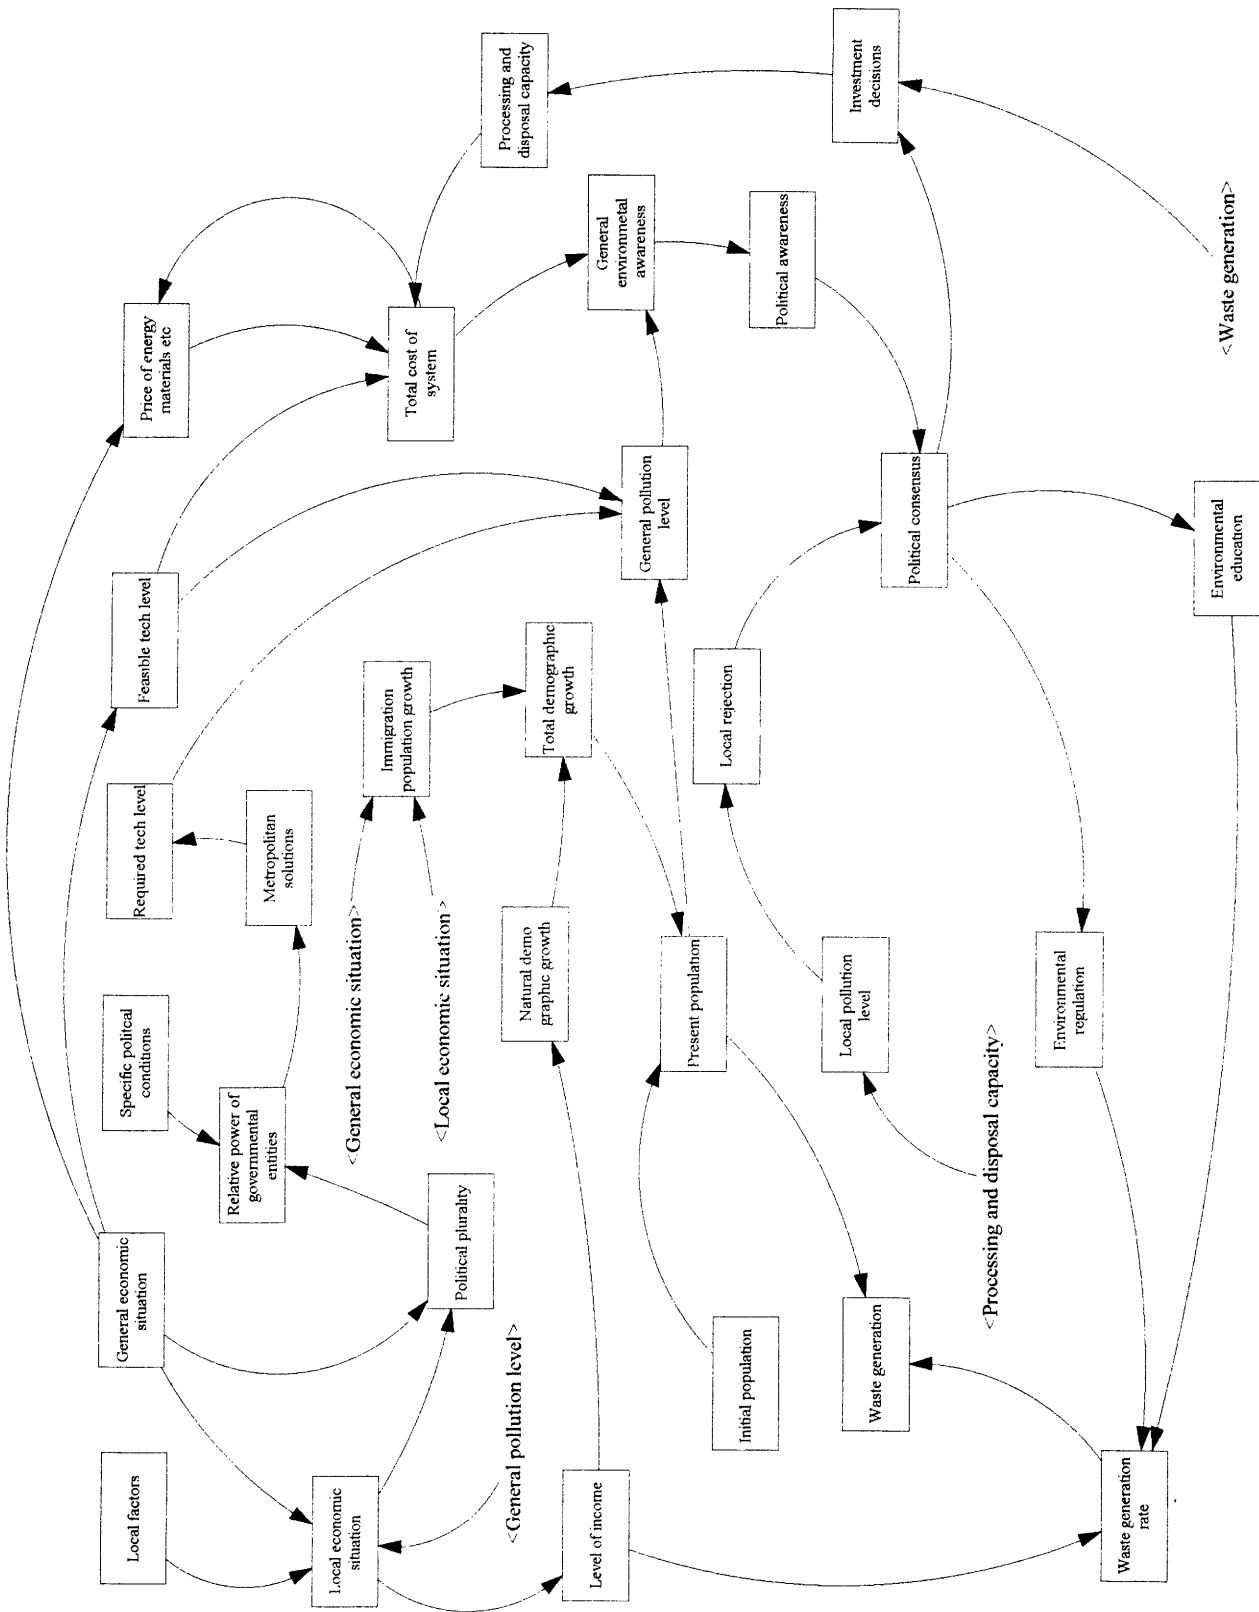 Local factors
General economic
situation
Specific politcal
conditions
Required tech level
Feasible tech level
Price of energy
materials etc
Relative power of
governmental
entities
Metropolitan
solutions
Local economic
situation
Political plurality
<General economic situation>
<Local economic situation>
Immigration
population growth
Total cost of
system
Processing and
disposal capacity
<General pollution level>
Natural demo
graphic growth
Total demographic
growth
General
environmetal
awareness
Level of income
General pollution
level
Initial population
Present population
Local rejection
Political awareness
Waste generation
Local pollution
level
Political consensus
Investment
decisions
<Processing and disposal capacity>
Environmental
regulation
Waste generation
rate
Environmental
education
<Waste generation>